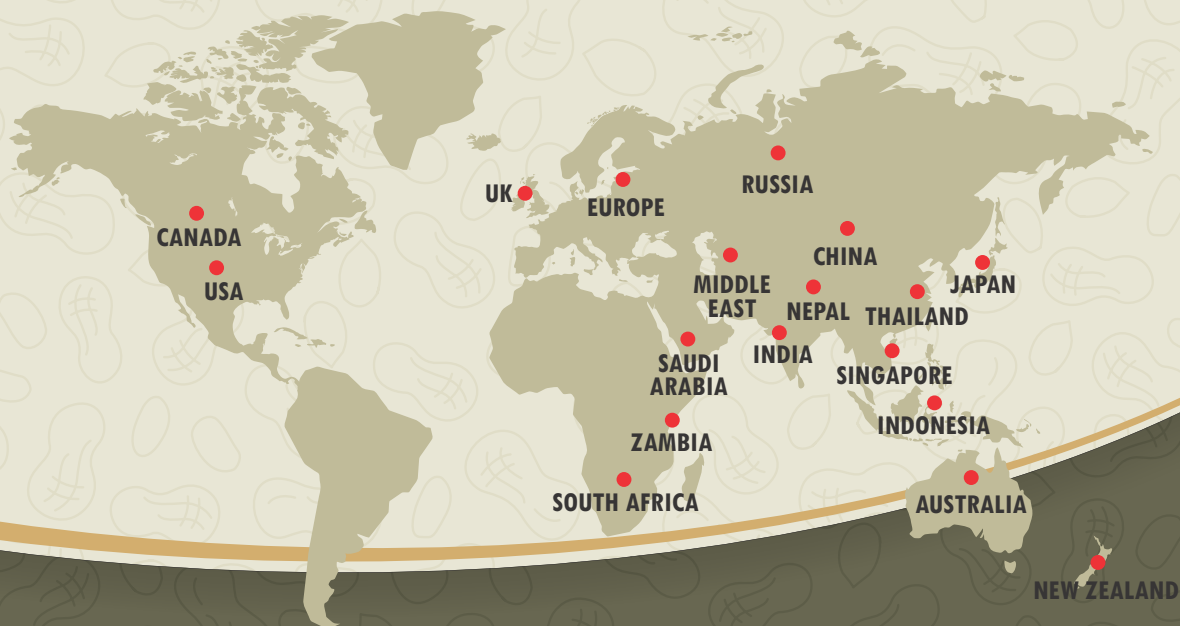 RUSSIA
UK
EUROPE
CANADA
CHINA
USA
MIDDLE
EAST
NEPAL
JAPAN
THAILAND
INDIA
SAUDI
ARABIA
SINGAPORE
INDONESIA
ZAMBIA
SOUTH AFRICA
AUSTRALIA
NEW ZEALAND